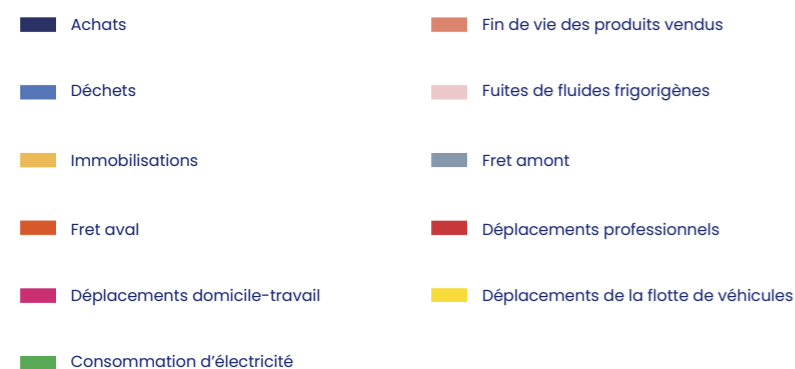 Achats
Déchets
Immobilisations
Fret aval
Déplacements domicile-travail
Consommation d'électricité
Fin de vie des produits vendus
Fuites de fluides frigorigènes
Fret amont
Déplacements professionnels
Déplacements de la flotte de véhicules